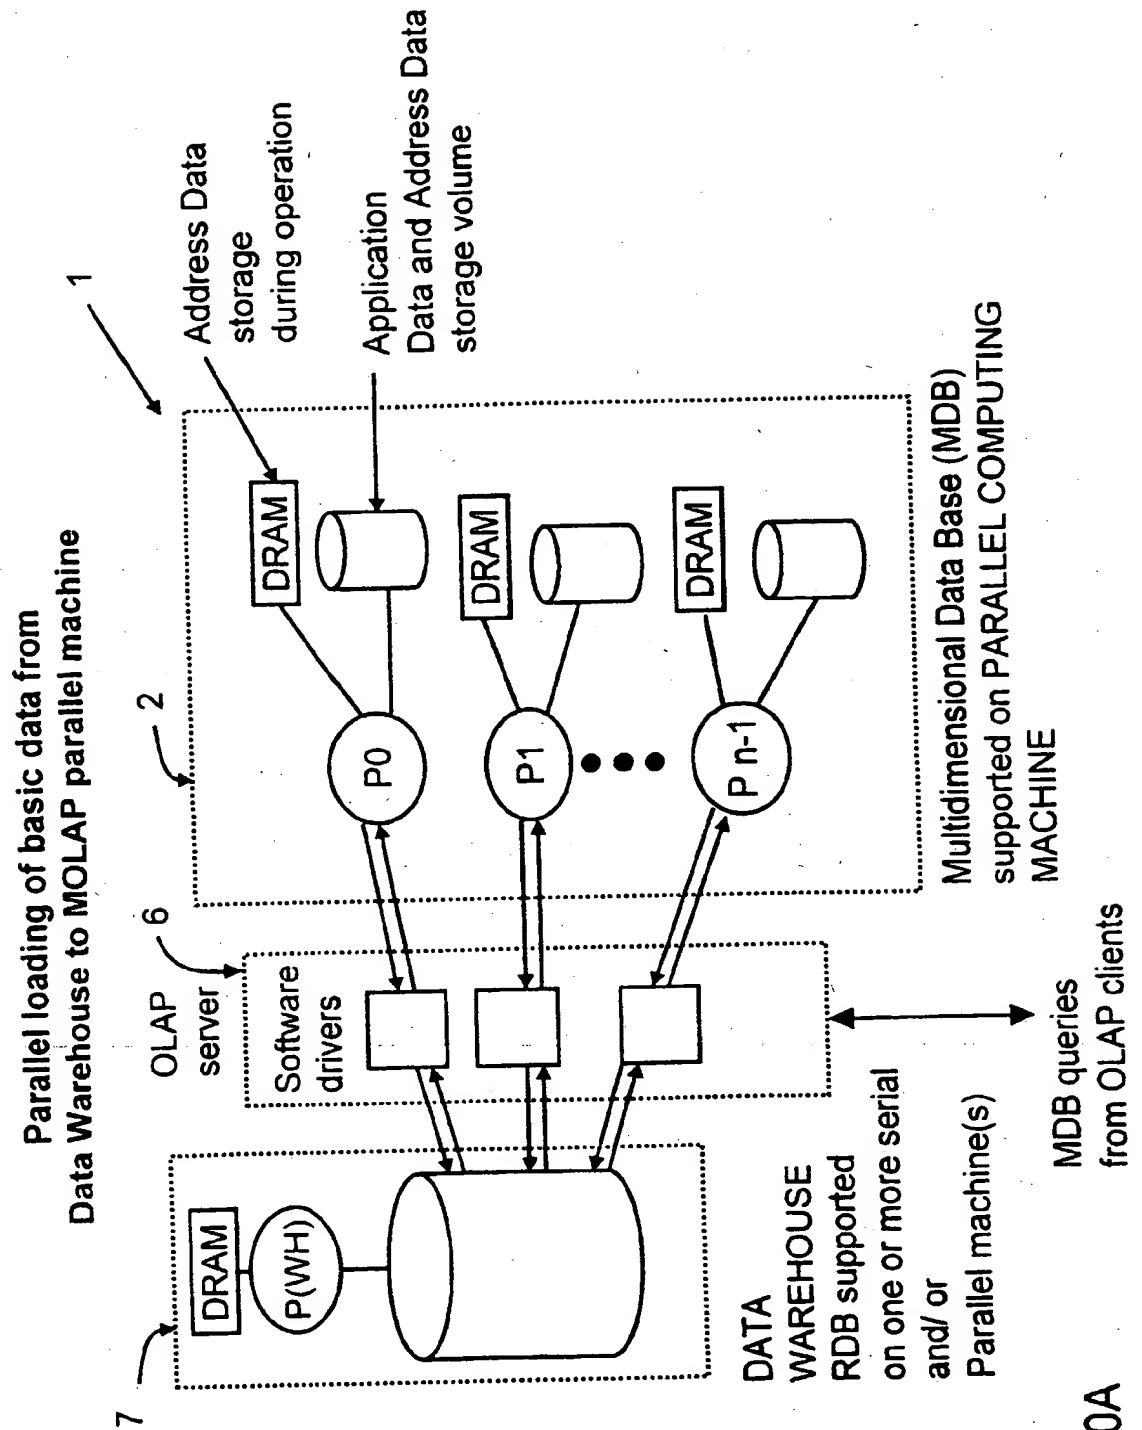 Parallel loading of basic data from
Data Warehouse to MOLAP parallel machine
7
DRAM
P(WH)
DATA
WAREHOUSE
RDB supported
on one or more serial
and/ or
Parallel machine(s)
OLAP
server
6
Software
drivers
MDB queries
from OLAP clients
2
1
P0
DRAM
P1
DRAM
P n-1
DRAM
Address Data
storage
during operation
Application
Data and Address Data
storage volume
Multidimensional Data Base (MDB)
supported on PARALLEL COMPUTING
MACHINE
0A